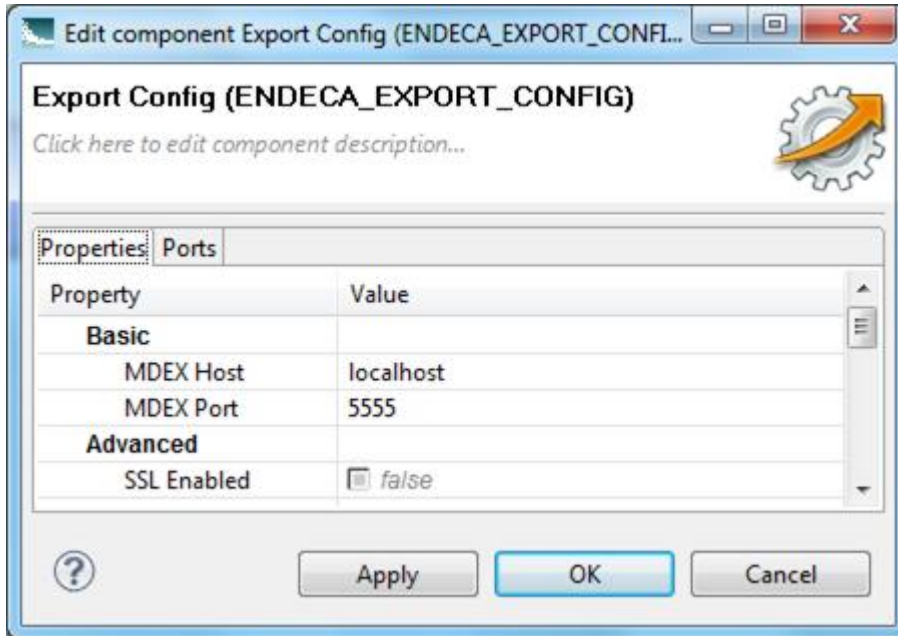 Edit component Export Config (ENDECA_EXPORT_CONFI...
Export Config (ENDECA_EXPORT_CONFIG)
Click here to edit component description...
Properties Ports
Property Value
Basic
MDEX Host localhost
MDEX Port 5555
Advanced
SSL Enabled false
? Apply OK Cancel